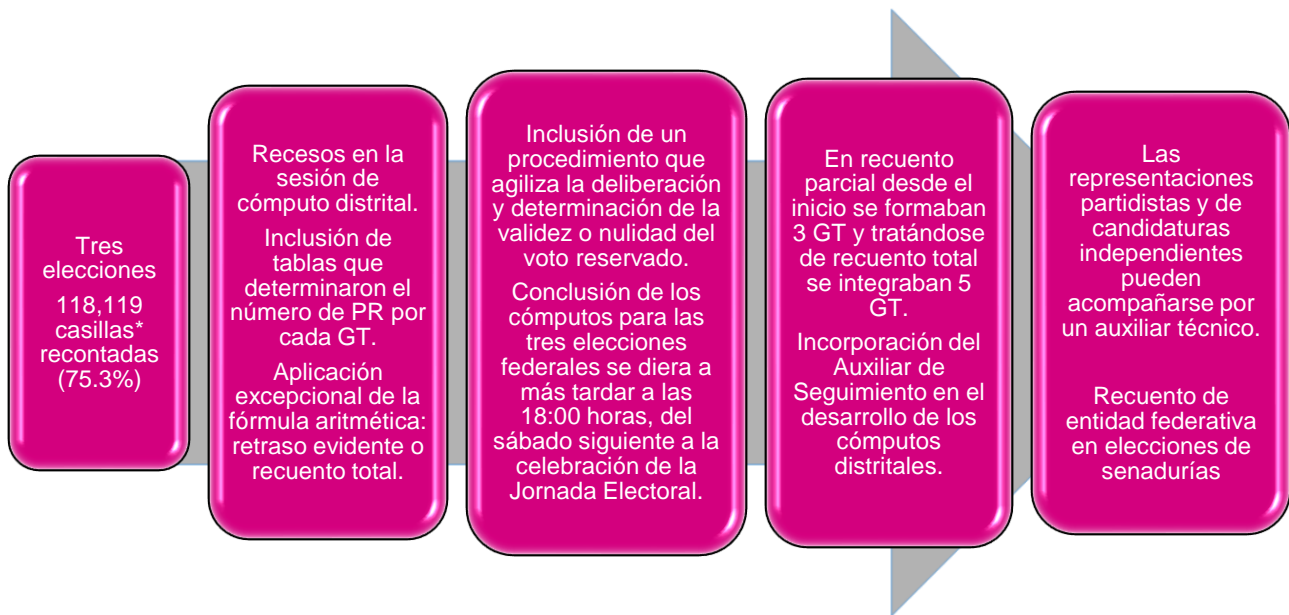 Tres
elecciones
118,119
casillas*
recontadas
(75.3%)
Recesos en la
sesión de
cómputo distrital.
Inclusión de
tablas que
determinaron el
número de PR por
cada GT.
Aplicación
excepcional de la
fórmula aritmética:
retraso evidente o
recuento total.
Inclusión de un
procedimiento que
agiliza la deliberación
y determinación de la
validez o nulidad del
voto reservado.
Conclusión de los
cómputos para las
tres elecciones
federales se diera a
más tardar a las
18:00 horas, del
sábado siguiente a la
celebración de la
Jornada Electoral.
En recuento
parcial desde el
inicio se formaban
3 GT y tratándose
de recuento total
se integraban 5
GT.
Incorporación del
Auxiliar de
Seguimiento en el
desarrollo de los
cómputos
distritales.
Las
representaciones
partidistas y de
candidaturas
independientes
pueden
acompañarse por
un auxiliar técnico.
Recuento de
entidad federativa
en elecciones de
senadurías